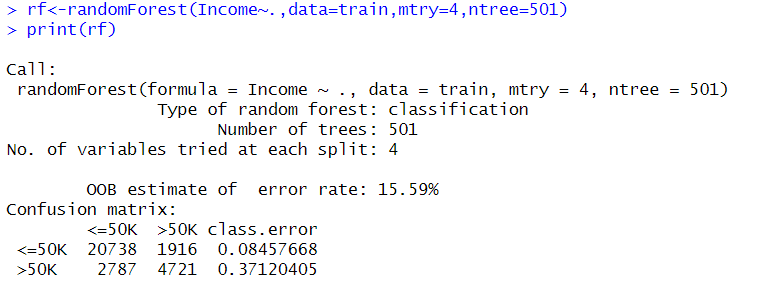 > rf<-randomForest(Income~.,data=train,mtry=4,ntree=501)
> print(rf)
Call:
 randomForest(formula = Income ~ ., data = train, mtry = 4, ntree = 501)
               Type of random forest: classification
                     Number of trees: 501
No. of variables tried at each split: 4
        OOB estimate of  error rate: 15.59%
Confusion matrix:
        <=50K  >50K class.error
 <=50K  20738  1916  0.08457668
 >50K    2787  4721  0.37120405